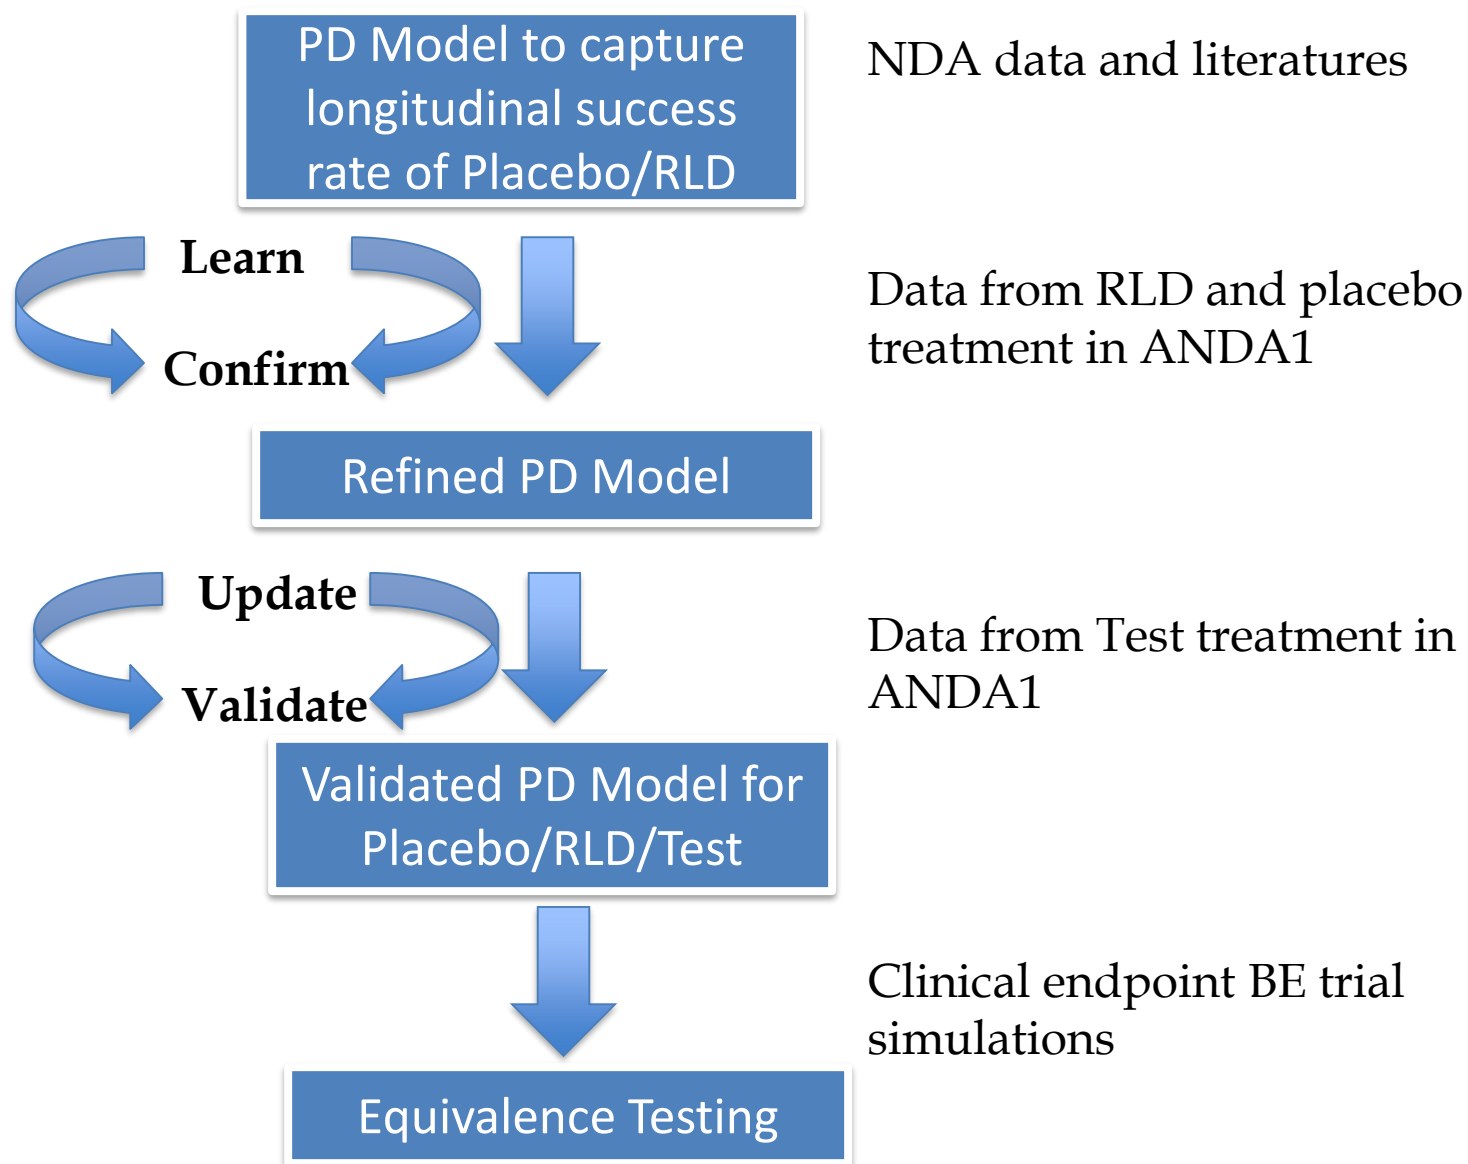 PD Model to capture
longitudinal success
rate of Placebo/RLD
NDA data and literatures
Learn
Confirm
Data from RLD and placebo
treatment in ANDA1
Refined PD Model
Update
Validate
Data from Test treatment in
ANDA1
Validated PD Model for
Placebo/RLD/Test
Clinical endpoint BE trial
simulations
Equivalence Testing